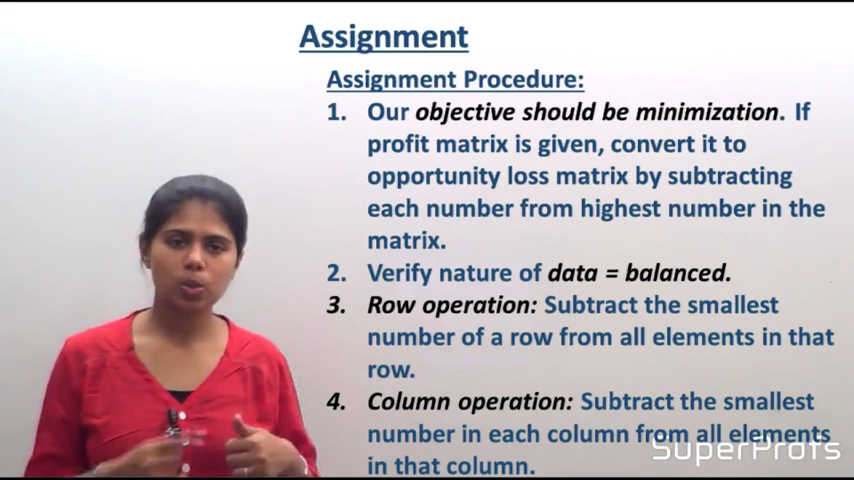 Assignment
Assignment Procedure:
1. Our objective should be minimization. If
profit matrix is given, convert it to
opportunity loss matrix by subtracting
each number from highest number in the
matrix.
2. Verify nature of data = balanced.
3. Row operation: Subtract the smallest
number of a row from all elements in that
row.
4. Column operation: Subtract the smallest
number in each column from all elements
in that column.
SuperProfs